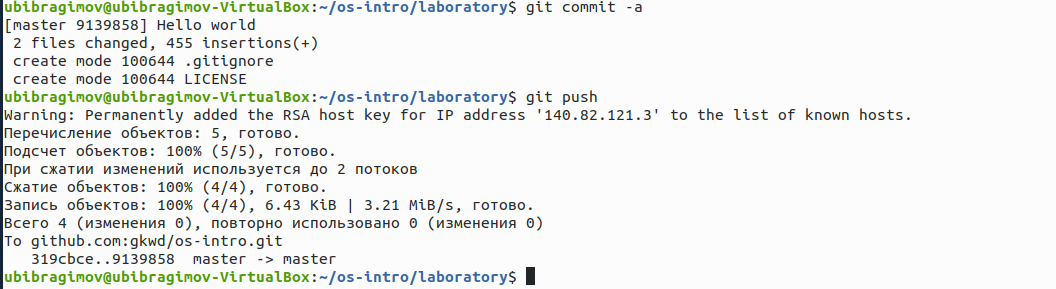 ubibragimov@ubibragimov-VirtualBox:~/os-intro/laboratory$ git commit -a
[master 9139858] Hello world
 2 files changed, 455 insertions(+)
 create mode 100644 .gitignore
 create mode 100644 LICENSE
ubibragimov@ubibragimov-VirtualBox:~/os-intro/laboratory$ git push
Warning: Permanently added the RSA host key for IP address '140.82.121.3' to the list of known hosts.
Перечисление объектов: 5, готово.
Подсчет объектов: 100% (5/5), готово.
При сжатии изменений используется до 2 потоков
Сжатие объектов: 100% (4/4), готово.
Запись объектов: 100% (4/4), 6.43 KiB | 3.21 MiB/s, готово.
Всего 4 (изменения 0), повторно использовано 0 (изменения 0)
To github.com:gkwd/os-intro.git
   319cbce..9139858  master -> master
ubibragimov@ubibragimov-VirtualBox:~/os-intro/laboratory$